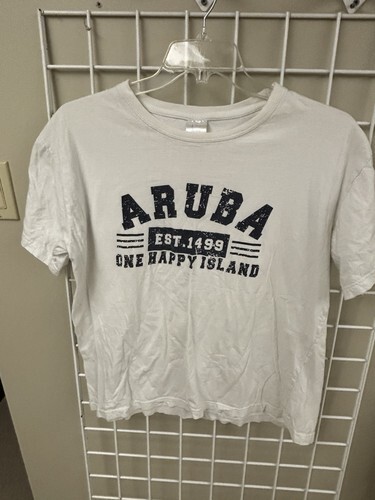 ARUBA
EST.1499
ONE HAPPY ISLAND